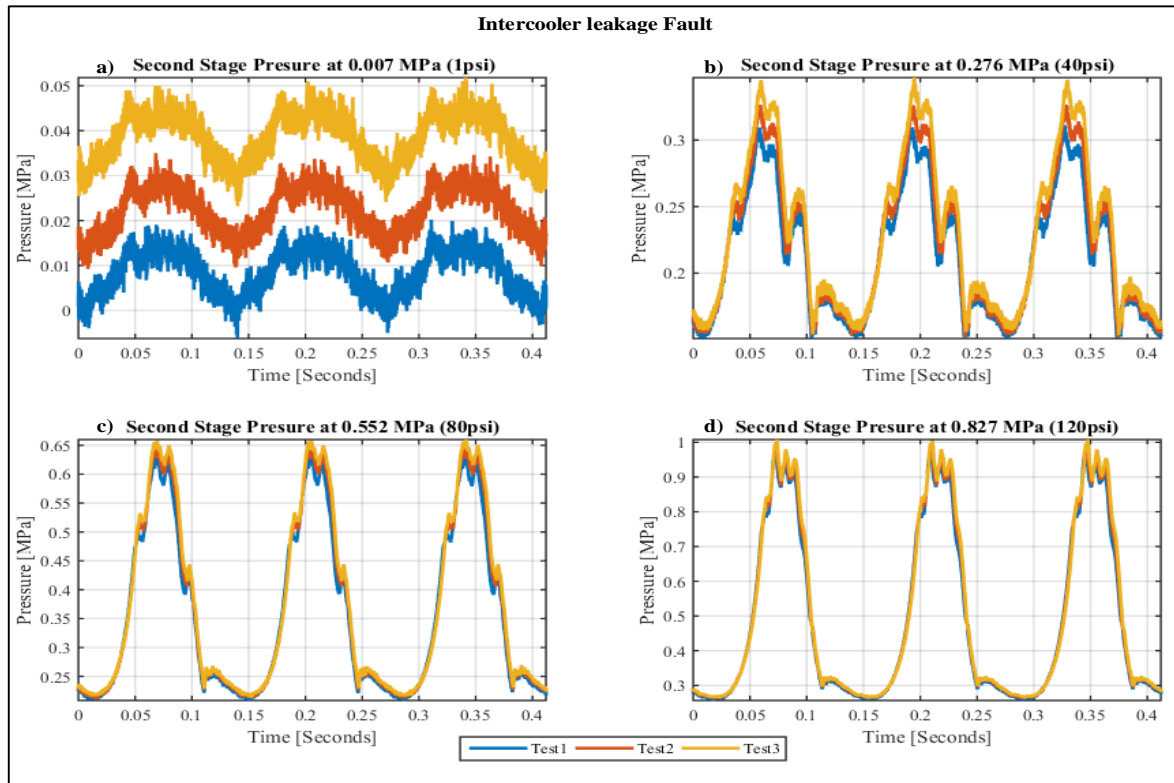 Intercooler leakage Fault
a) Second Stage Presure at 0.007 MPa (1psi)
Pressure [MPa]
0.05
0.04
0.03
0.02
0.01
0
0 0.05 0.1 0.15 0.2 0.25 0.3 0.35 0.4
Time [Seconds]
b) Second Stage Presure at 0.276 MPa (40psi)
Pressure [MPa]
0.3
0.2
0 0.05 0.1 0.15 0.2 0.25 0.3 0.35 0.4
Time [Seconds]
c) Second Stage Presure at 0.552 MPa (80psi)
Pressure [MPa]
0.65
0.6
0.55
0.5
0.45
0.4
0.35
0.3
0.25
0 0.05 0.1 0.15 0.2 0.25 0.3 0.35 0.4
Time [Seconds]
d) Second Stage Presure at 0.827 MPa (120psi)
Pressure [MPa]
1
0.9
0.8
0.7
0.6
0.5
0.4
0.3
0 0.05 0.1 0.15 0.2 0.25 0.3 0.35 0.4
Time [Seconds]
Test1 Test2 Test3